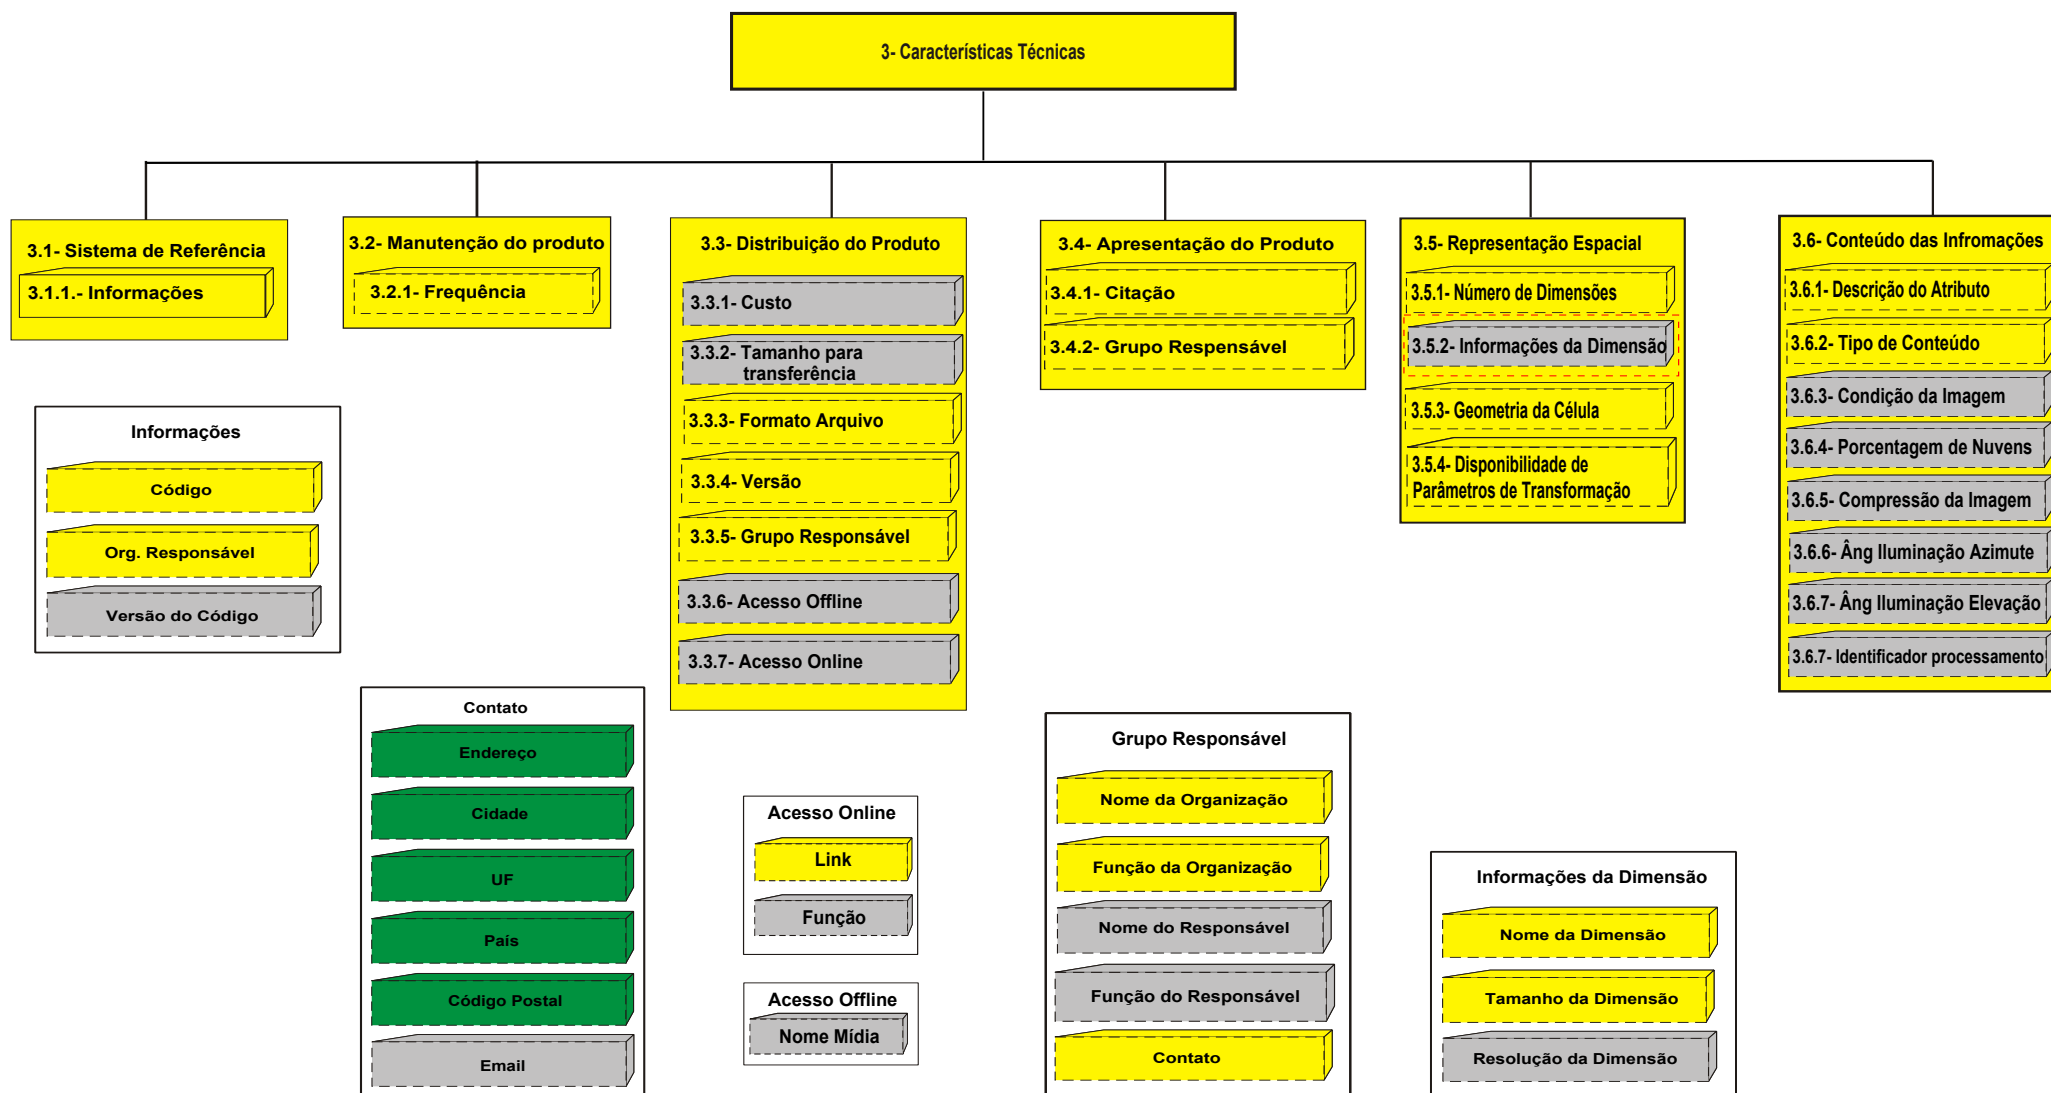 3- Características Técnicas
3.1- Sistema de Referência
3.1.1.- Informações
3.2- Manutenção do produto
3.2.1- Frequência
3.3- Distribuição do Produto
3.3.1- Custo
3.3.2- Tamanho para
transferência
3.3.3- Formato Arquivo
3.3.4- Versão
3.3.5- Grupo Responsável
3.3.6- Acesso Offline
3.3.7- Acesso Online
3.4- Apresentação do Produto
3.4.1- Citação
3.4.2- Grupo Respensável
3.5- Representação Espacial
3.5.1- Número de Dimensões
3.5.2- Informações da Dimensão
3.5.3- Geometria da Célula
3.5.4- Disponibilidade de
Parâmetros de Transformação
3.6- Conteúdo das Infromações
3.6.1- Descrição do Atributo
3.6.2- Tipo de Conteúdo
3.6.3- Condição da Imagem
3.6.4- Porcentagem de Nuvens
3.6.5- Compressão da Imagem
3.6.6- Âng Iluminação Azimute
3.6.7- Âng Iluminação Elevação
3.6.7- Identificador processamento
Informações
Código
Org. Responsável
Versão do Código
Contato
Endereço
Cidade
UF
País
Código Postal
Email
Acesso Online
Link
Função
Acesso Offline
Nome Mídia
Grupo Responsável
Nome da Organização
Função da Organização
Nome do Responsável
Função do Responsável
Contato
Informações da Dimensão
Nome da Dimensão
Tamanho da Dimensão
Resolução da Dimensão